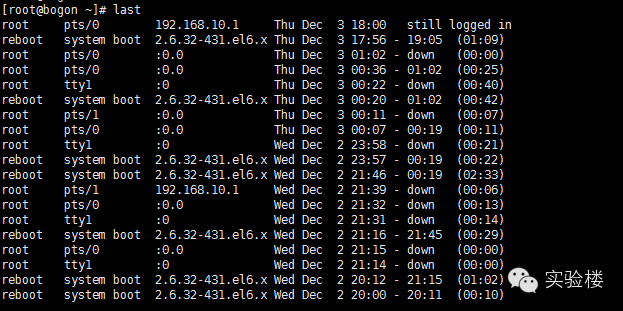 [root@bogon ~]# last
root     pts/0        192.168.10.1     Thu Dec  3 18:00   still logged in
reboot   system boot  2.6.32-431.el6.x Thu Dec  3 17:56 - 19:05  (01:09)
root     pts/0        :0.0             Thu Dec  3 01:02 - down   (00:00)
root     pts/0        :0.0             Thu Dec  3 00:36 - 01:02  (00:25)
root     tty1         :0               Thu Dec  3 00:22 - down   (00:40)
reboot   system boot  2.6.32-431.el6.x Thu Dec  3 00:20 - 01:02  (00:42)
root     pts/1        :0.0             Thu Dec  3 00:11 - down   (00:07)
root     pts/0        :0.0             Thu Dec  3 00:07 - 00:19  (00:11)
root     tty1         :0               Wed Dec  2 23:58 - down   (00:21)
reboot   system boot  2.6.32-431.el6.x Wed Dec  2 23:57 - 00:19  (00:22)
reboot   system boot  2.6.32-431.el6.x Wed Dec  2 21:46 - 00:19  (02:33)
root     pts/1        192.168.10.1     Wed Dec  2 21:39 - down   (00:06)
root     pts/0        :0.0             Wed Dec  2 21:32 - down   (00:13)
root     tty1         :0               Wed Dec  2 21:31 - down   (00:14)
reboot   system boot  2.6.32-431.el6.x Wed Dec  2 21:16 - 21:45  (00:29)
root     pts/0        :0.0             Wed Dec  2 21:15 - down   (00:00)
root     tty1         :0               Wed Dec  2 21:14 - down   (00:00)
reboot   system boot  2.6.32-431.el6.x Wed Dec  2 20:12 - 21:15  (01:02)
reboot   system boot  2.6.32-431.el6.x Wed Dec  2 20:00 - 20:11  (00:10)
实验楼